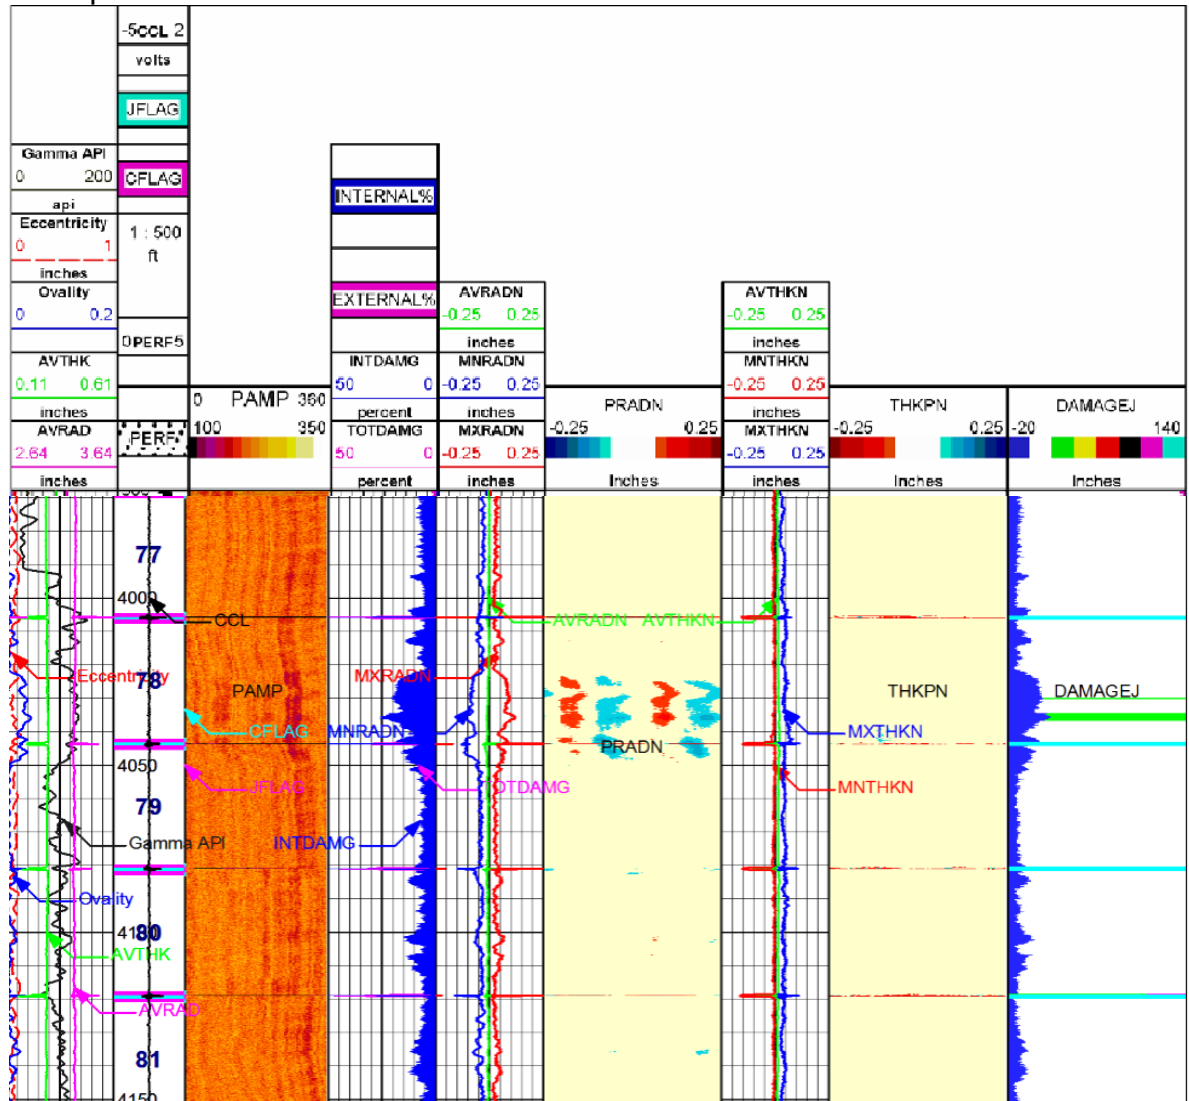 -5CCL 2
volts
JFLAG
Gamma API
0 200
api
CFLAG
INTERNAL%
Eccentricity
0 1
inches
1 : 500
ft
Ovality
0 0.2
EXTERNAL%
AVRADN
-0.25 0.25
inches
AVTHKN
-0.25 0.25
inches
0PERF5
AVTHK
0.11 0.61
inches
INTDAMG
50 0
percent
MNRADN
-0.25 0.25
inches
MNTHKN
-0.25 0.25
inches
AVRAD
2.64 3.64
inches
PERF
0 PAMP 360
100 350
TOTDAMG
50 0
percent
MXRADN
-0.25 0.25
inches
PRADN
-0.25 0.25
Inches
MXTHKN
-0.25 0.25
inches
THKPN
-0.25 0.25
Inches
DAMAGEJ
-20 140
Inches
77
4000
CCL
AVRADN AVTHKN
Eccentricity
78
PAMP
MXRADN
THKPN
DAMAGEJ
CFLAG
MNRADN
PRADN
MXTHKN
4050
JFLAG
OTDAMG
MNTHKN
79
Gamma API
INTDAMG
Ovality
80
AVTHK
AVRAD
81
4150